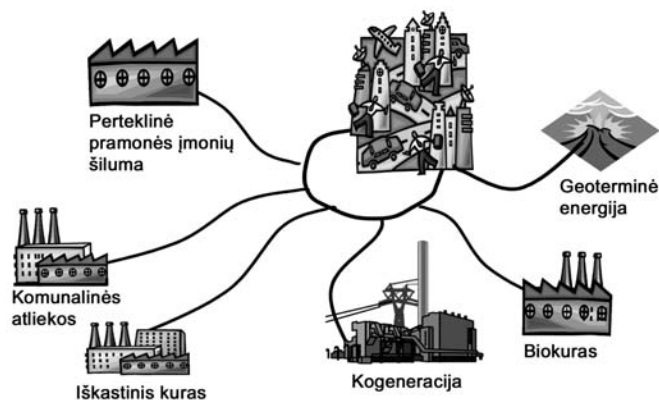 Perteklinė
pramonės įmonių
šiluma
Geoterminė
energija
Komunalinės
atliekos
Biokuras
Kogeneracija
Iškastinis kuras